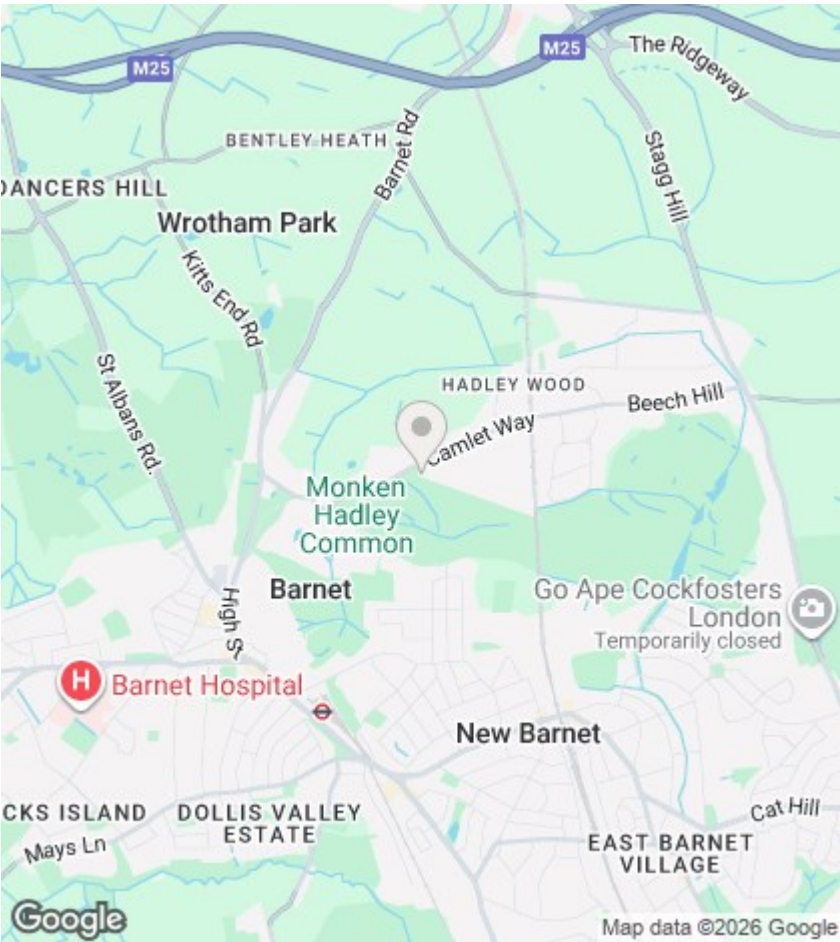 M25
M25
The Ridgeway
BENTLEY HEATH
Barnet Rd
Stagg Hill
DANCERS HILL
Wrotham Park
Kitts End Rd
St Albans Rd.
HADLEY WOOD
Beech Hill
Camlet Way
Monken
Hadley
Common
Barnet
High St
Go Ape Cockfosters
London
Temporarily closed
H
Barnet Hospital
New Barnet
CKS ISLAND
DOLLIS VALLEY
ESTATE
Mays Ln
Cat Hill
EAST BARNET
VILLAGE
Google
Map data ©2026 Google